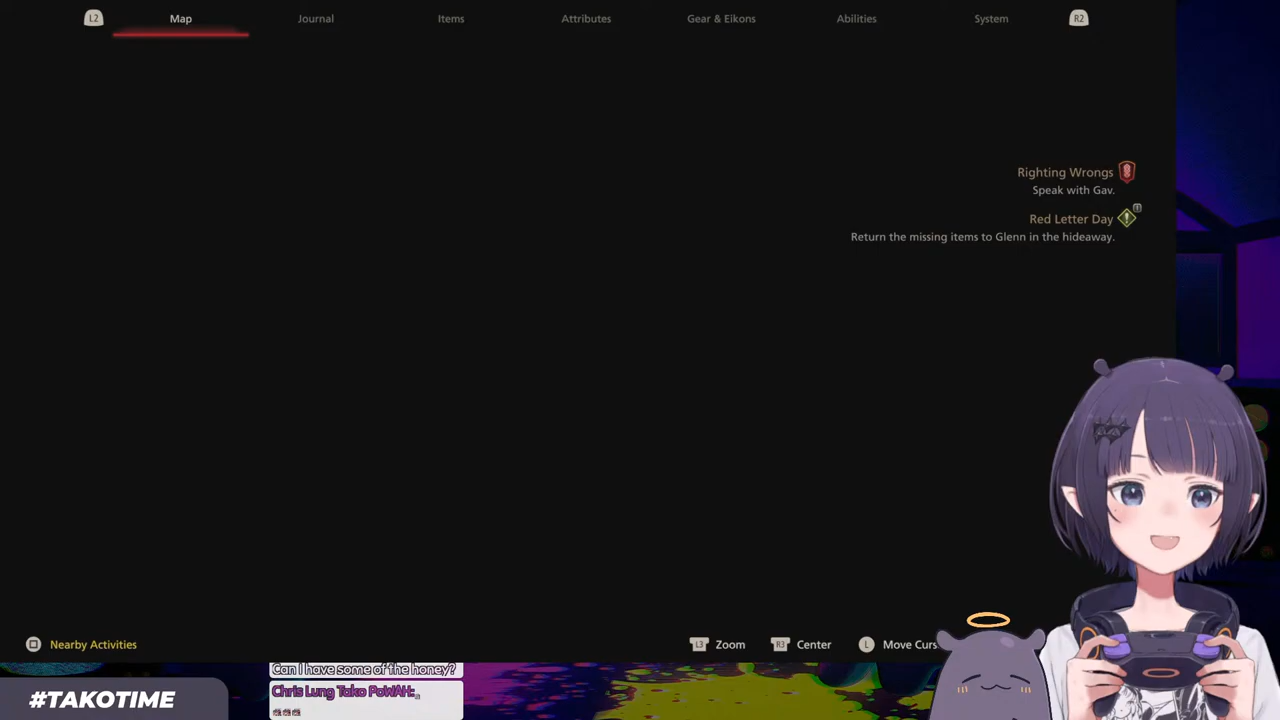 L2
Map
Journal
Items
Attributes
Gear & Eikons
Abilities
System
R2
Righting Wrongs
Speak with Gav.
Red Letter Day
Return the missing items to Glenn in the hideaway.
Nearby Activities
L3 Zoom
R3 Center
L Move Curs
Can I have some of the honey?
Chris Lung Tako PoWAH:
#TAKOTIME